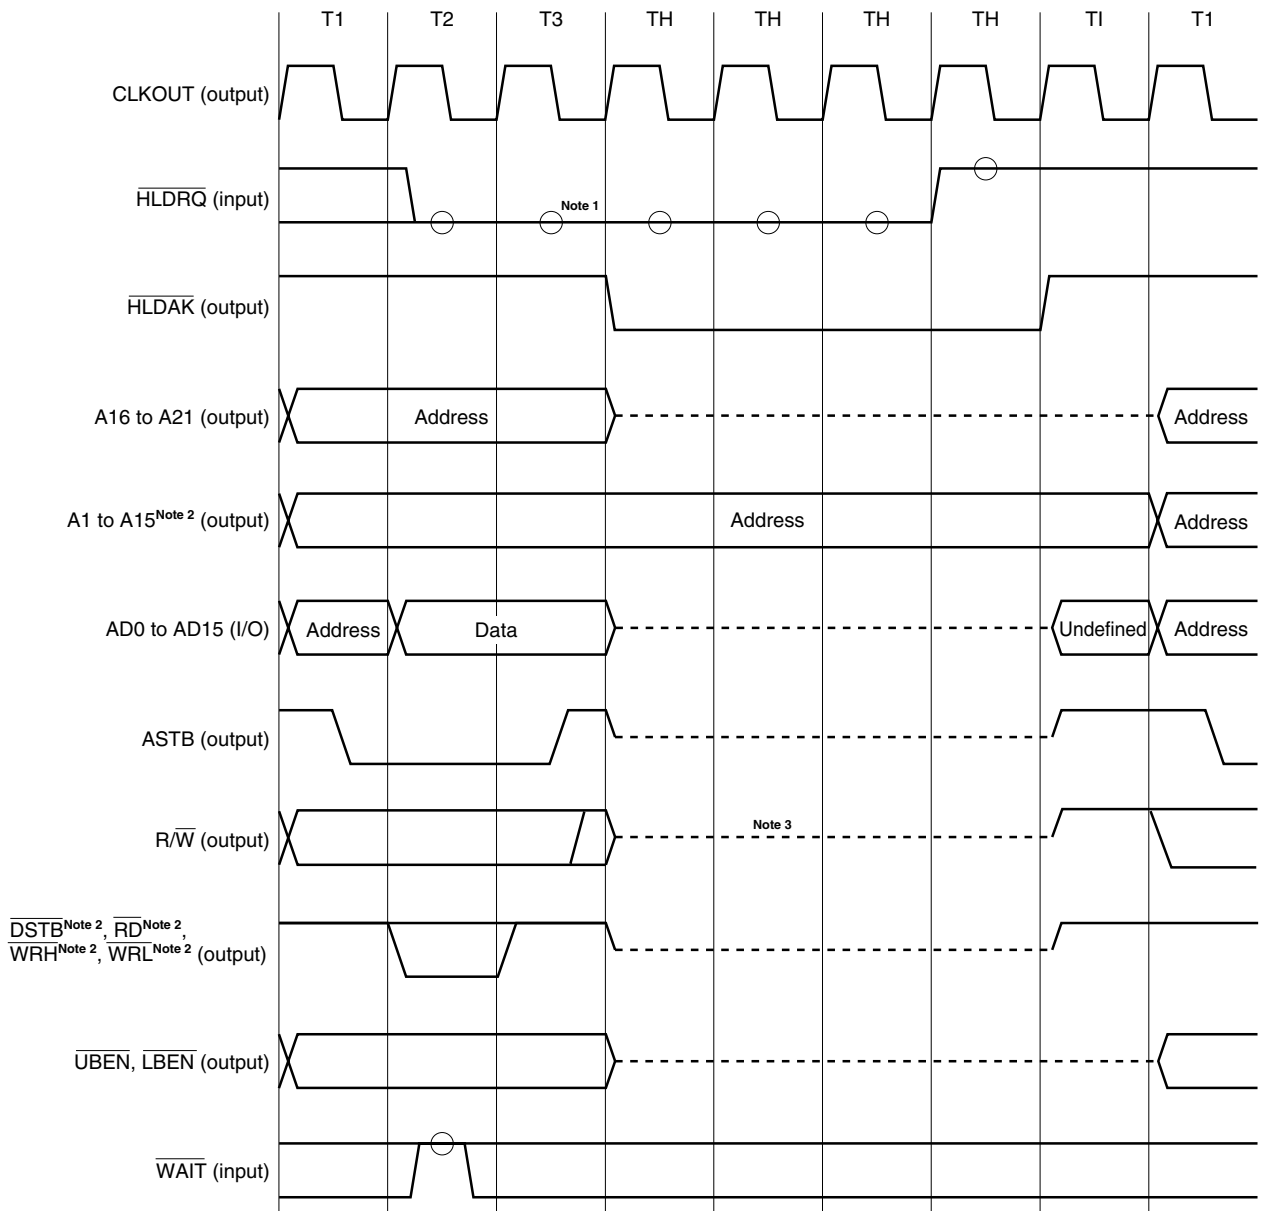 T1 T2 T3 TH TH TH TH TI T1
CLKOUT (output)
HLDRQ (input)
Note 1
HLDAK (output)
A16 to A21 (output)
Address
Address
A1 to A15Note 2 (output)
Address
Address
AD0 to AD15 (I/O)
Address
Data
Undefined
Address
ASTB (output)
R/W (output)
Note 3
DSTBNote 2, RDNote 2,
WRHNote 2, WRLNote 2 (output)
UBEN, LBEN (output)
WAIT (input)